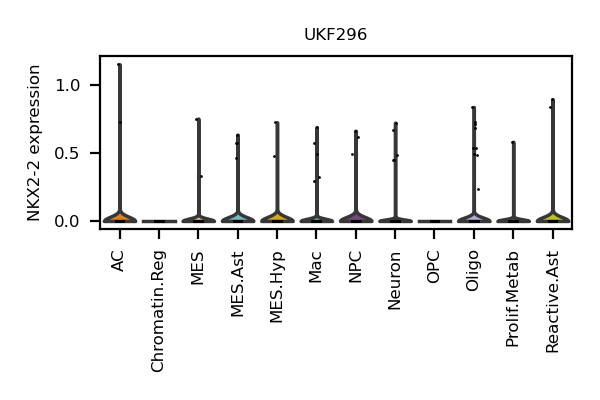 UKF296
NKX2-2 expression
1.0
0.5
0.0
AC
Chromatin.Reg
MES
MES.Ast
MES.Hyp
Mac
NPC
Neuron
OPC
Oligo
Prolif.Metab
Reactive.Ast